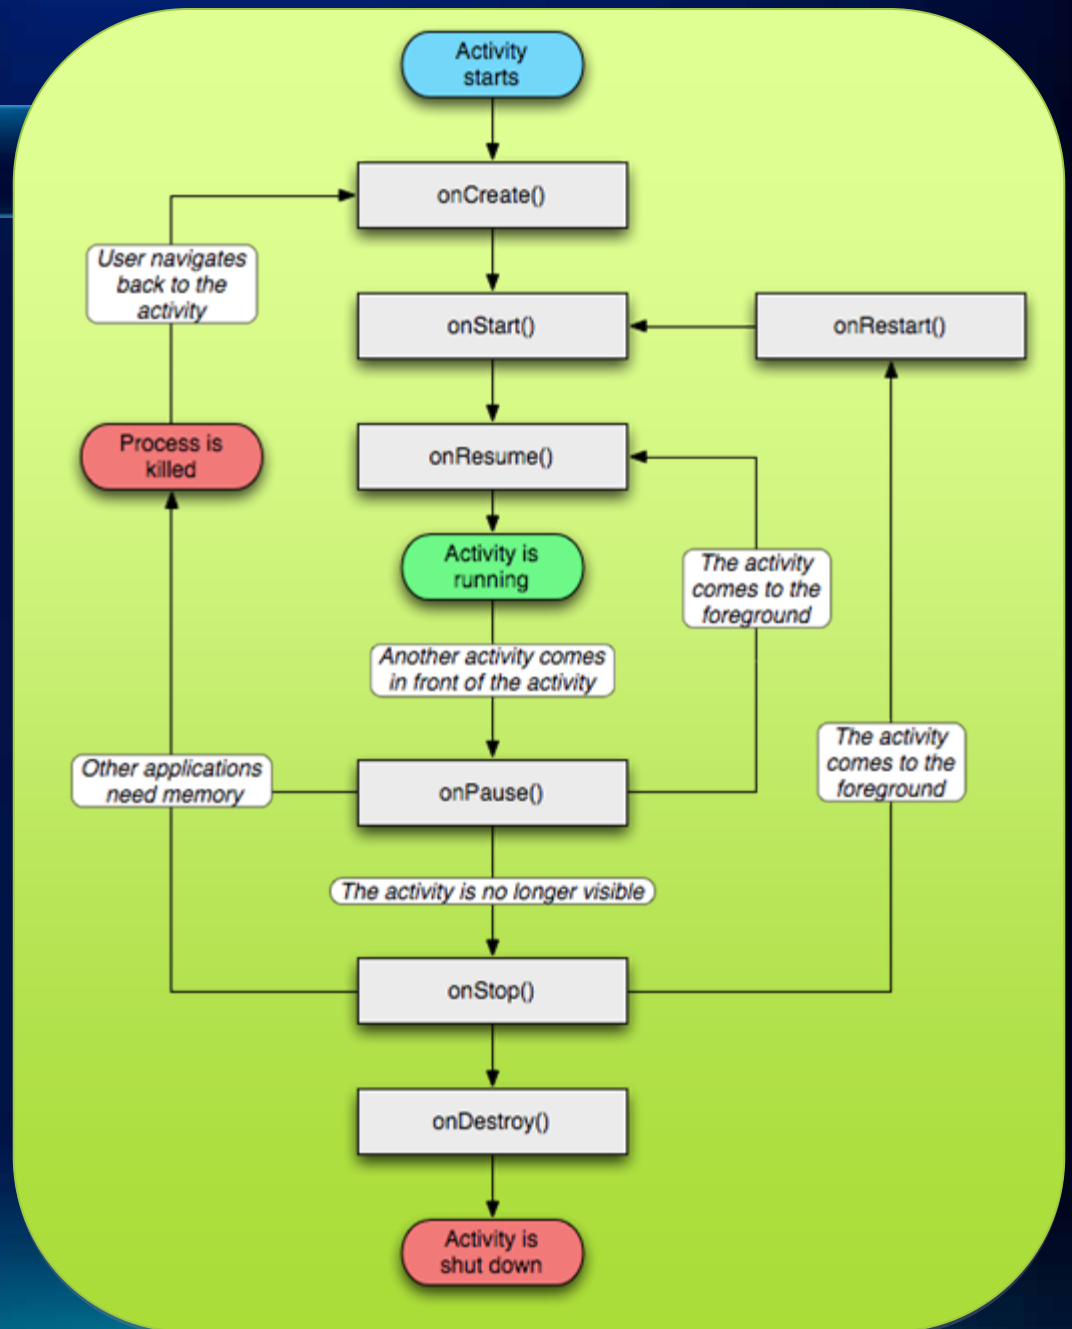 Activity
starts
onCreate()
User navigates
back to the
activity
onStart()
onRestart()
Process is
killed
onResume()
Activity is
running
The activity
comes to the
foreground
Another activity comes
in front of the activity
The activity
comes to the
foreground
Other applications
need memory
onPause()
The activity is no longer visible
onStop()
onDestroy()
Activity is
shut down